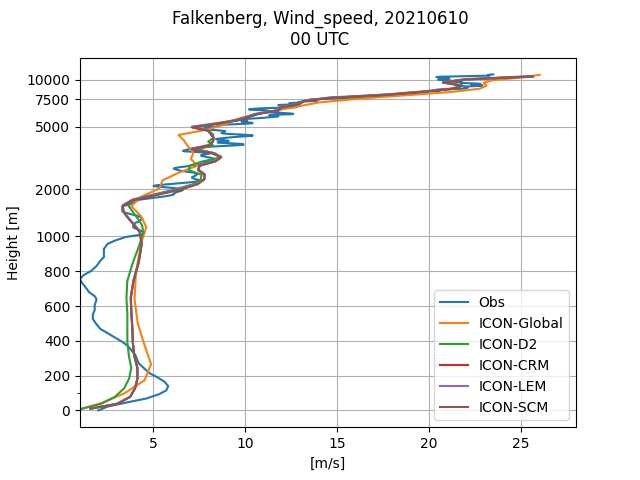 Falkenberg, Wind_speed, 20210610
00 UTC
10000
7500
5000
2000
1000
800
600
400
200
0
Height [m]
5
10
15
20
25
[m/s]
Obs
ICON-Global
ICON-D2
ICON-CRM
ICON-LEM
ICON-SCM